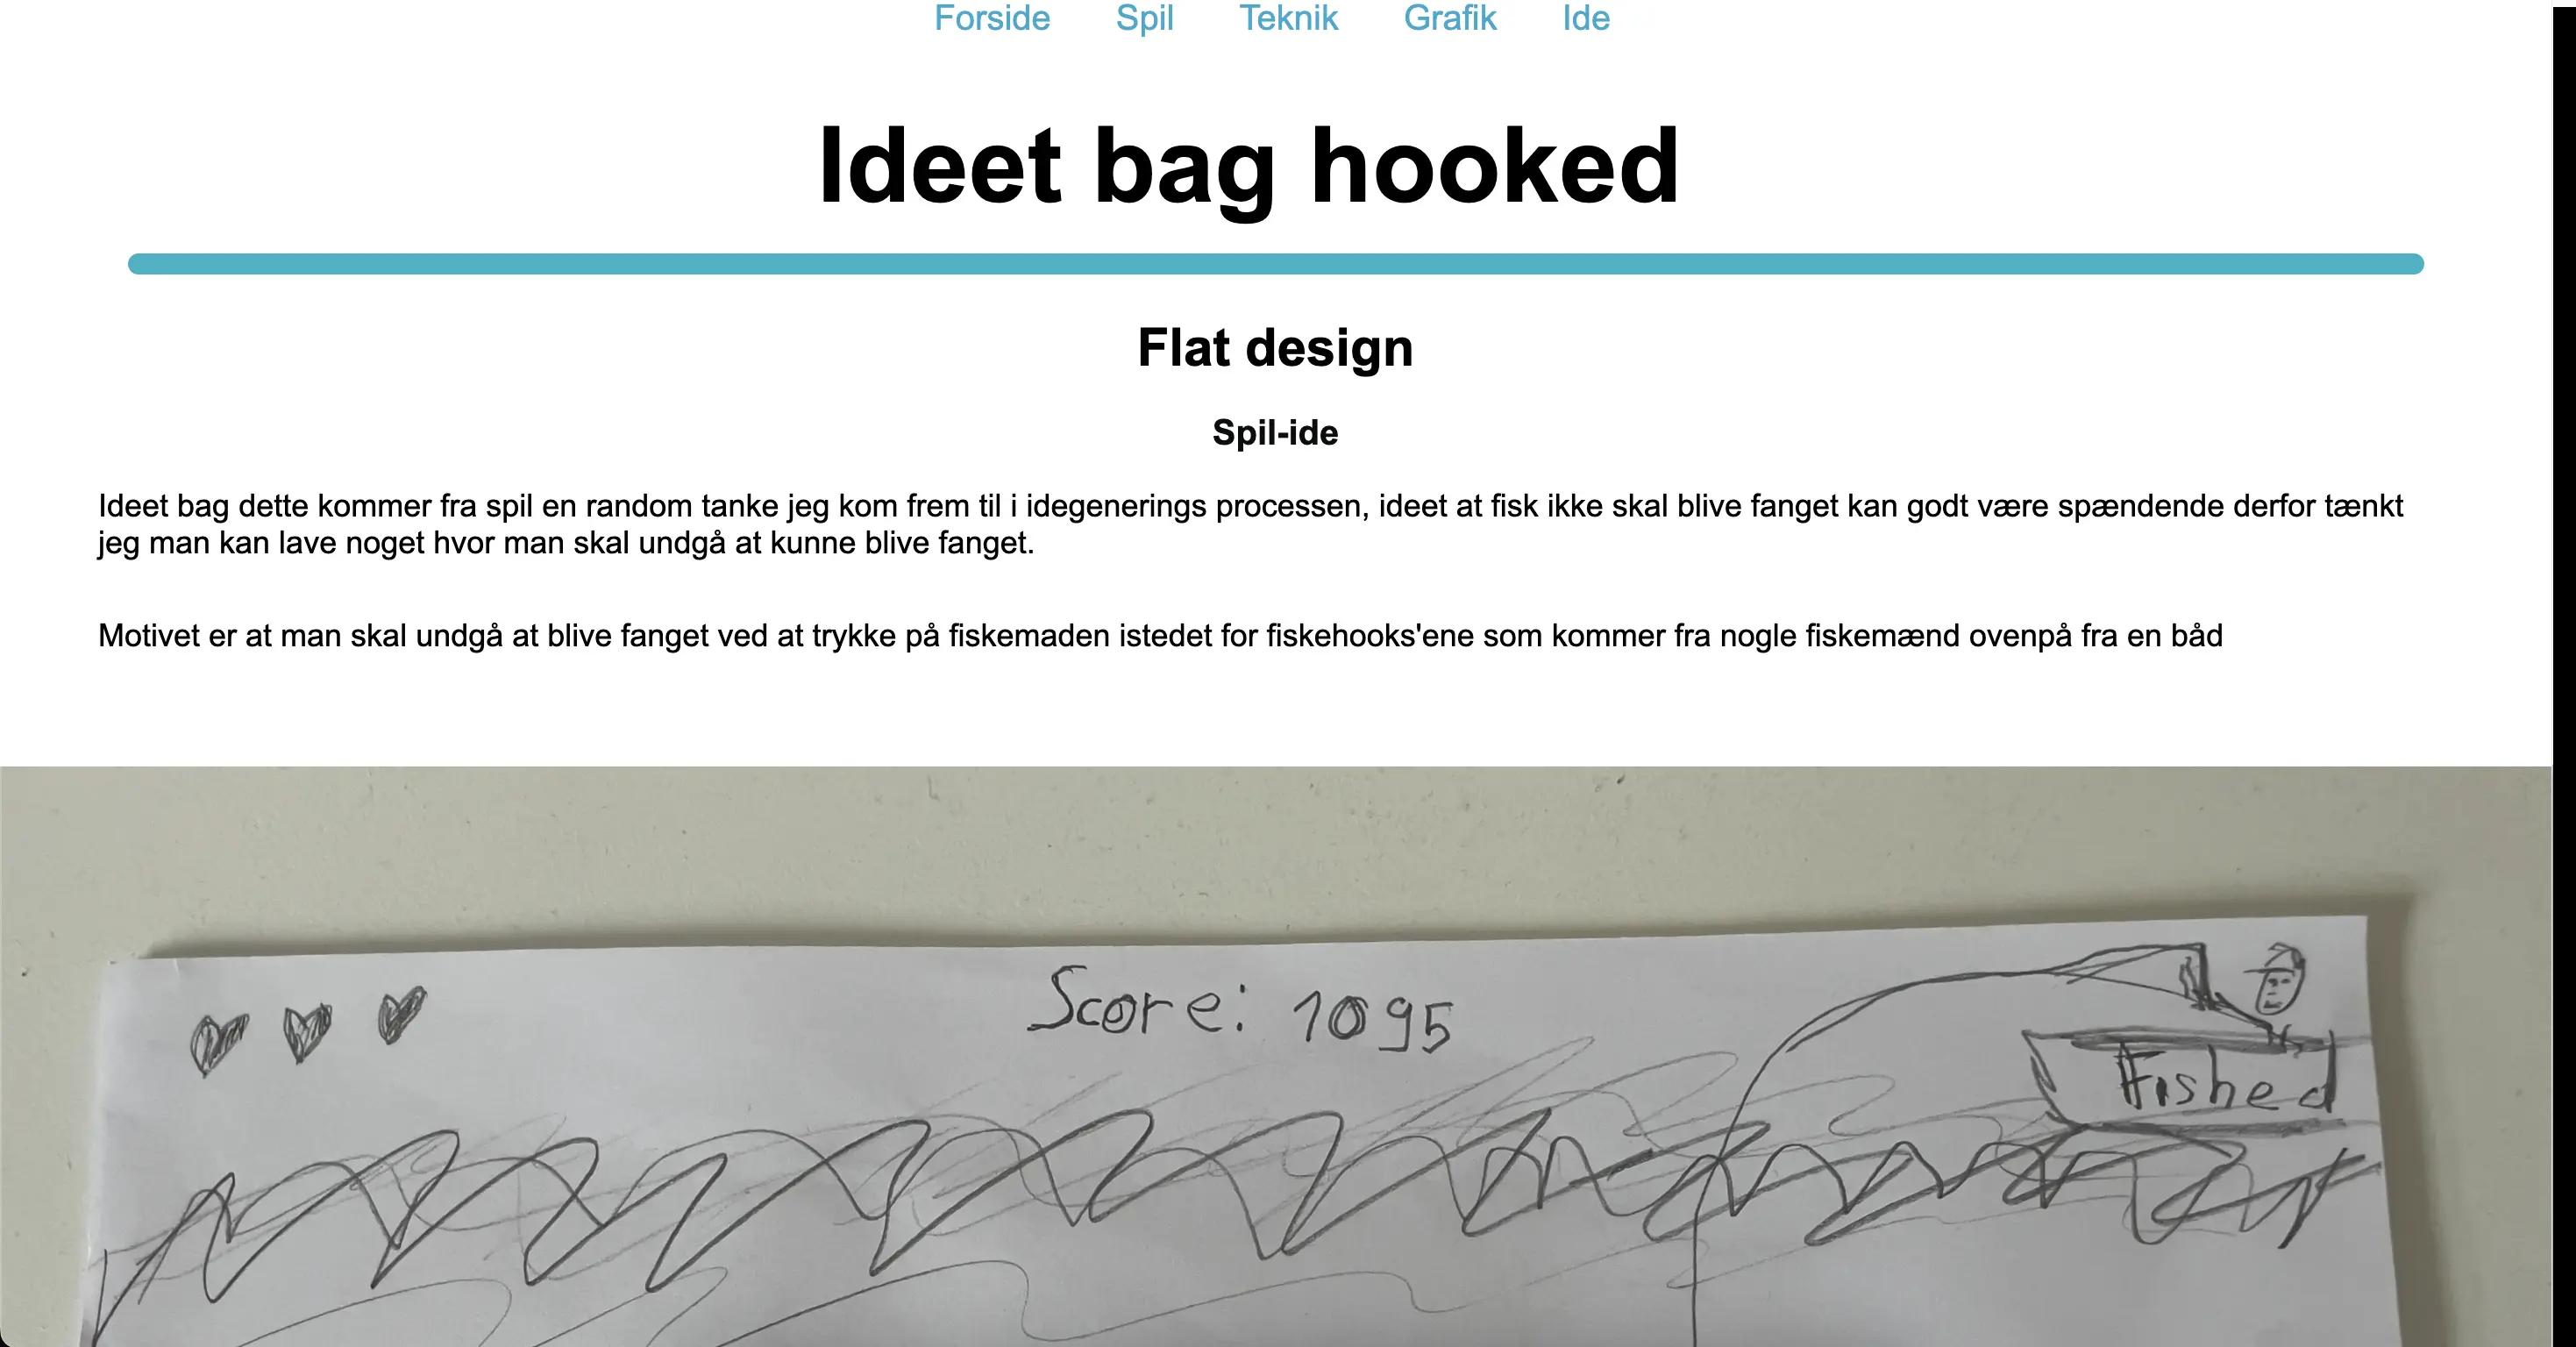 Forside Spil Teknik Grafik Ide
Ideet bag hooked
Flat design
Spil-ide
Ideet bag dette kommer fra spil en random tanke jeg kom frem til i idegenerings processen, ideet at fisk ikke skal blive fanget kan godt være spændende derfor tænkt
jeg man kan lave noget hvor man skal undgå at kunne blive fanget.
Motivet er at man skal undgå at blive fanget ved at trykke på fiskemaden istedet for fiskehooks'ene som kommer fra nogle fiskemænd ovenpå fra en båd
Score: 1095
Fished